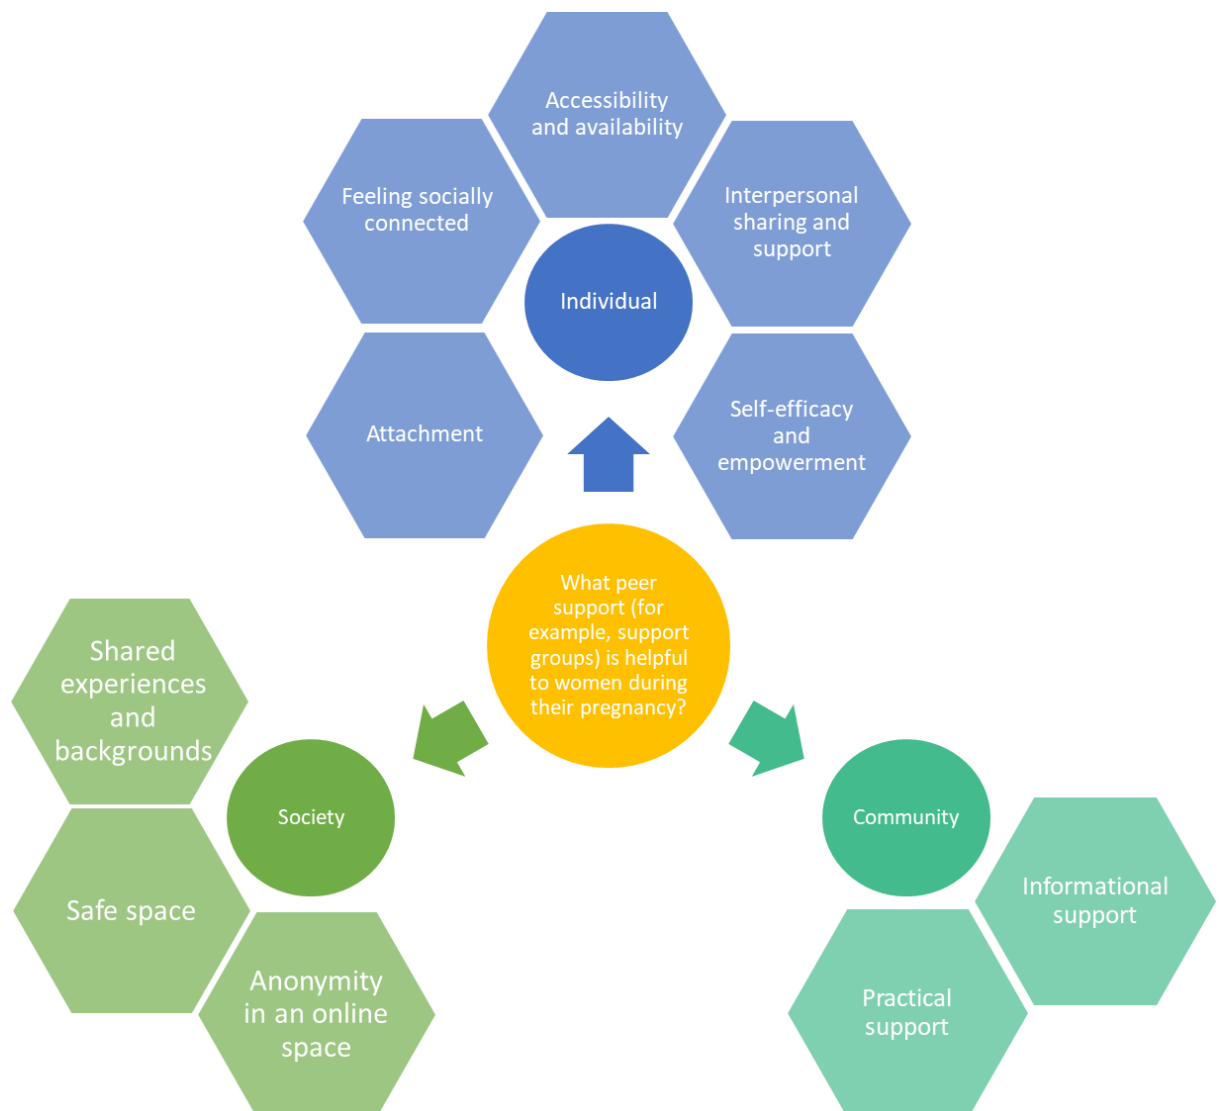 Accessibility
and availability
Feeling socially
connected
Interpersonal
sharing and
support
Individual
Attachment
Self-efficacy
and
empowerment
What peer
support (for
example, support
groups) is helpful
to women during
their pregnancy?
Shared
experiences
and
backgrounds
Society
Safe space
Anonymity
in an online
space
Community
Informational
support
Practical
support